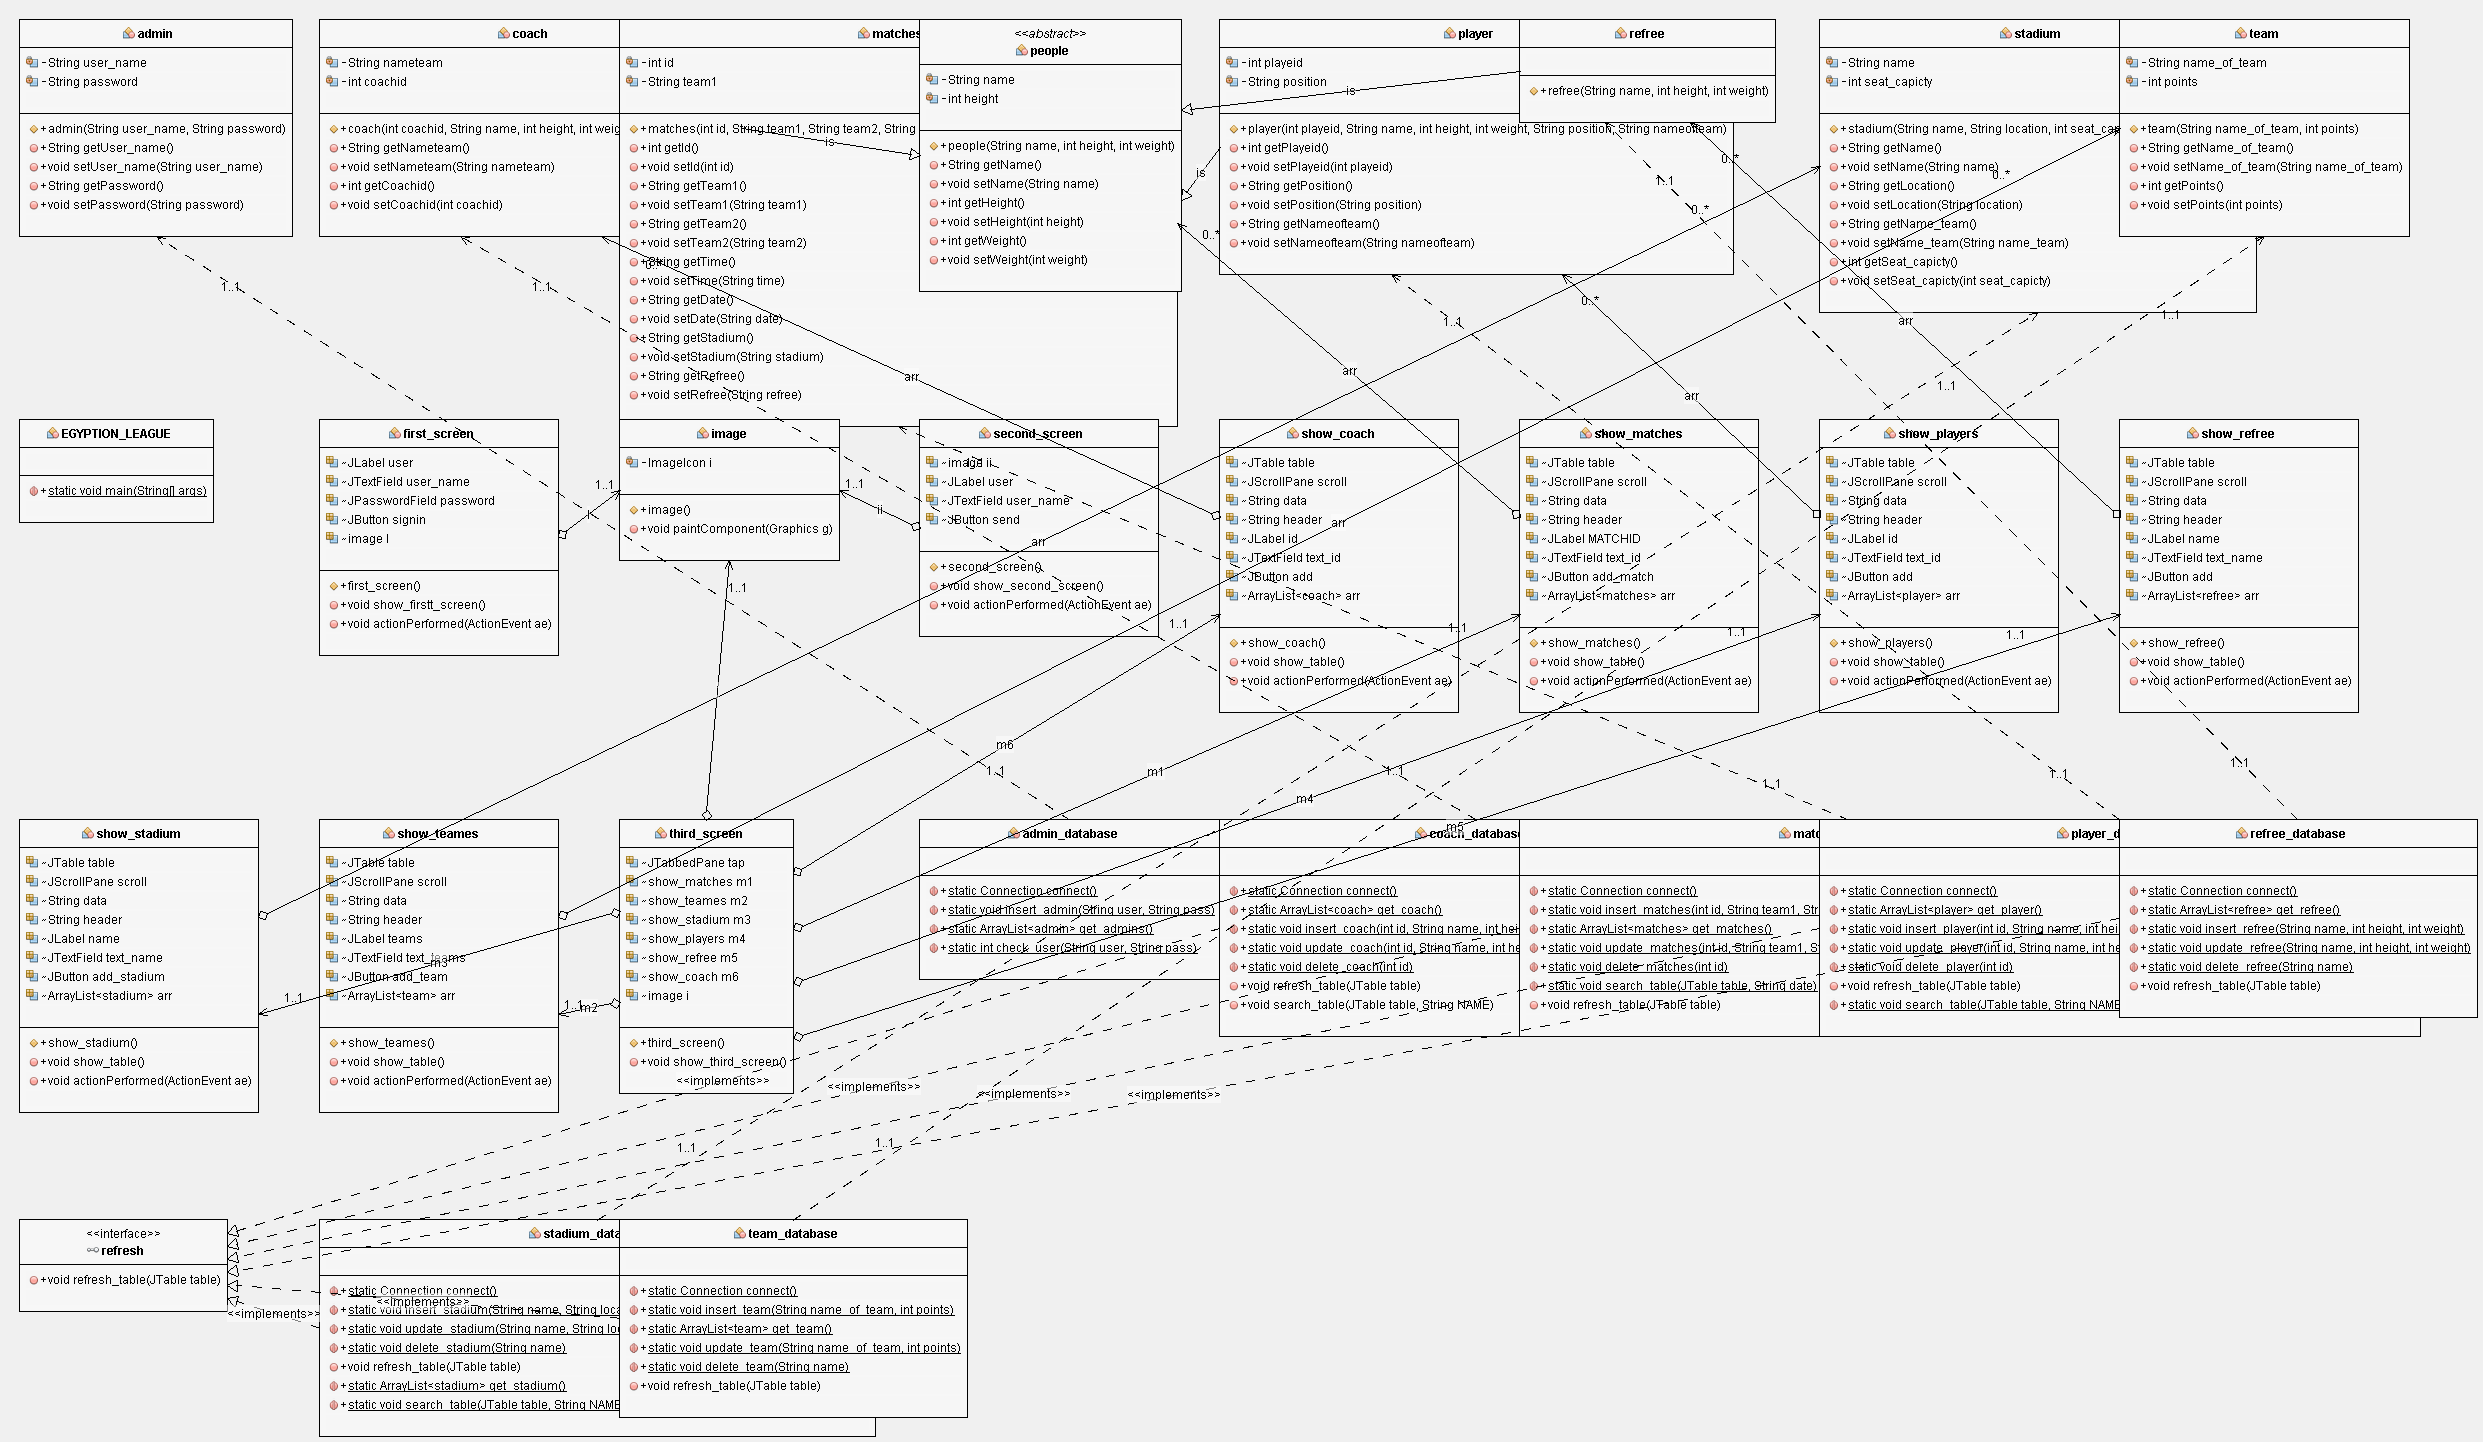 admin
-String user_name
-String password
+admin(String user_name, String password)
+String getUser_name()
+void setUser_name(String user_name)
+String getPassword()
+void setPassword(String password)
coach
-String nameteam
-int coachid
+coach(int coachid, String name, int height, int
+String getNameteam()
+void setNameteam(String nameteam)
+int getCoachid()
+void setCoachid(int coachid)
matches
-int id
-String team1
+matches(int id, String team1, String team2, String
+int getId()
+void setId(int id)
+String getTeam1()
+void setTeam1(String team1)
+String getTeam2()
+void setTeam2(String team2)
+String getTime()
+void setTime(String time)
+String getDate()
+void setDate(String date)
+String getStadium()
+void setStadium(String stadium)
+String getRefree()
+void setRefree(String refree)
<<abstract>>
people
-String name
-int height
+people(String name, int height, int weight)
+String getName()
+void setName(String name)
+int getHeight()
+void setHeight(int height)
+int getWeight()
+void setWeight(int weight)
player
-int playeid
-String position
+player(int playeid, String name, int height, int weight, String position, String nameofteam)
+int getPlayeid()
+void setPlayeid(int playeid)
+String getPosition()
+void setPosition(String position)
+String getNameofteam()
+void setNameofteam(String nameofteam)
refree
+refree(String name, int height, int weight)
stadium
-String name
-int seat_capicty
+stadium(String name, String location, int
+String getName()
+void setName(String name)
+String getLocation()
+void setLocation(String location)
+String getName_team()
+void setName_team(String name_team)
+int getSeat_capicty()
+void setSeat_capicty(int seat_capicty)
team
-String name_of_team
-int points
+team(String name_of_team, int points)
+String getName_of_team()
+void setName_of_team(String name_of_team)
+int getPoints()
+void setPoints(int points)
is
is
is
0..*
0..*
0..*
0..*
0..*
1..1
1..1
1..1
1..1
1..1
1..1
arr
arr
arr
arr
EGYPTION_LEAGUE
+static void main(String[] args)
first_screen
~JLabel user
~JTextField user_name
~JPasswordField password
~JButton signin
~image I
+first_screen()
+void show_firstt_screen()
+void actionPerformed(ActionEvent ae)
1..1
I
image
-ImageIcon i
+image()
+void paintComponent(Graphics g)
1..1
ii
1..1
second_screen
~image ii
~JLabel user
~JTextField user_name
~JButton send
+second_screen()
+void show_second_screen()
+void actionPerformed(ActionEvent ae)
arr
arr
show_coach
~JTable table
~JScrollPane scroll
~String data
~String header
~JLabel id
~JTextField text_id
~JButton add
~ArrayList<coach> arr
+show_coach()
+void show_table()
+void actionPerformed(ActionEvent ae)
show_matches
~JTable table
~JScrollPane scroll
~String data
~String header
~JLabel MATCHID
~JTextField text_id
~JButton add_match
~ArrayList<matches> arr
+show_matches()
+void show_table()
+void actionPerformed(ActionEvent ae)
show_players
~JTable table
~JScrollPane scroll
~String data
~String header
~JLabel id
~JTextField text_id
~JButton add
~ArrayList<player> arr
+show_players()
+void show_table()
+void actionPerformed(ActionEvent ae)
show_refree
~JTable table
~JScrollPane scroll
~String data
~String header
~JLabel name
~JTextField text_name
~JButton add
~ArrayList<refree> arr
+show_refree()
+void show_table()
+void actionPerformed(ActionEvent ae)
1..1
1..1
1..1
1..1
m6
m1
m4
m5
1..1
1..1
1..1
1..1
1..1
show_stadium
~JTable table
~JScrollPane scroll
~String data
~String header
~JLabel name
~JTextField text_name
~JButton add_stadium
~ArrayList<stadium> arr
+show_stadium()
+void show_table()
+void actionPerformed(ActionEvent ae)
1..1
m3
show_teames
~JTable table
~JScrollPane scroll
~String data
~String header
~JLabel teams
~JTextField text_teams
~JButton add_team
~ArrayList<team> arr
+show_teames()
+void show_table()
+void actionPerformed(ActionEvent ae)
1..1
m2
third_screen
~JTabbedPane tap
~show_matches m1
~show_teames m2
~show_stadium m3
~show_players m4
~show_refree m5
~show_coach m6
~image i
+third_screen()
+void show_third_screen()
<<implements>>
<<implements>>
<<implements>>
<<implements>>
admin_database
+static Connection connect()
+static void insert_admin(String user, String pass)
+static ArrayList<admin> get_admins()
+static int check_user(String user, String pass)
coach_database
+static Connection connect()
+static ArrayList<coach> get_coach()
+static void insert_coach(int id, String name, int
+static void update_coach(int id, String name, int
+static void delete_coach(int id)
+void refresh_table(JTable table)
+void search_table(JTable table, String NAME)
+static Connection connect()
+static void insert_matches(int id, String team1,
+static ArrayList<matches> get_matches()
+static void update_matches(int id, String team1,
+static void delete_matches(int id)
+static void search_table(JTable table, String date)
+void refresh_table(JTable table)
+static Connection connect()
+static ArrayList<player> get_player()
+static void insert_player(int id, String name, int
+static void update_player(int id, String name, int
+static void delete_player(int id)
+void refresh_table(JTable table)
+static void search_table(JTable table, String NAME
refree_database
+static Connection connect()
+static ArrayList<refree> get_refree()
+static void insert_refree(String name, int height, int weight)
+static void update_refree(String name, int height, int weight)
+static void delete_refree(String name)
+void refresh_table(JTable table)
1..1
1..1
<<interface>>
refresh
+void refresh_table(JTable table)
<<implements>>
<<implements>>
+static Connection connect()
+static void insert_stadium(String name, String
+static void update_stadium(String name, String
+static void delete_stadium(String name)
+void refresh_table(JTable table)
+static ArrayList<stadium> get_stadium()
+static void search_table(JTable table, String NAME
team_database
+static Connection connect()
+static void insert_team(String name_of_team, int points)
+static ArrayList<team> get_team()
+static void update_team(String name_of_team, int points)
+static void delete_team(String name)
+void refresh_table(JTable table)